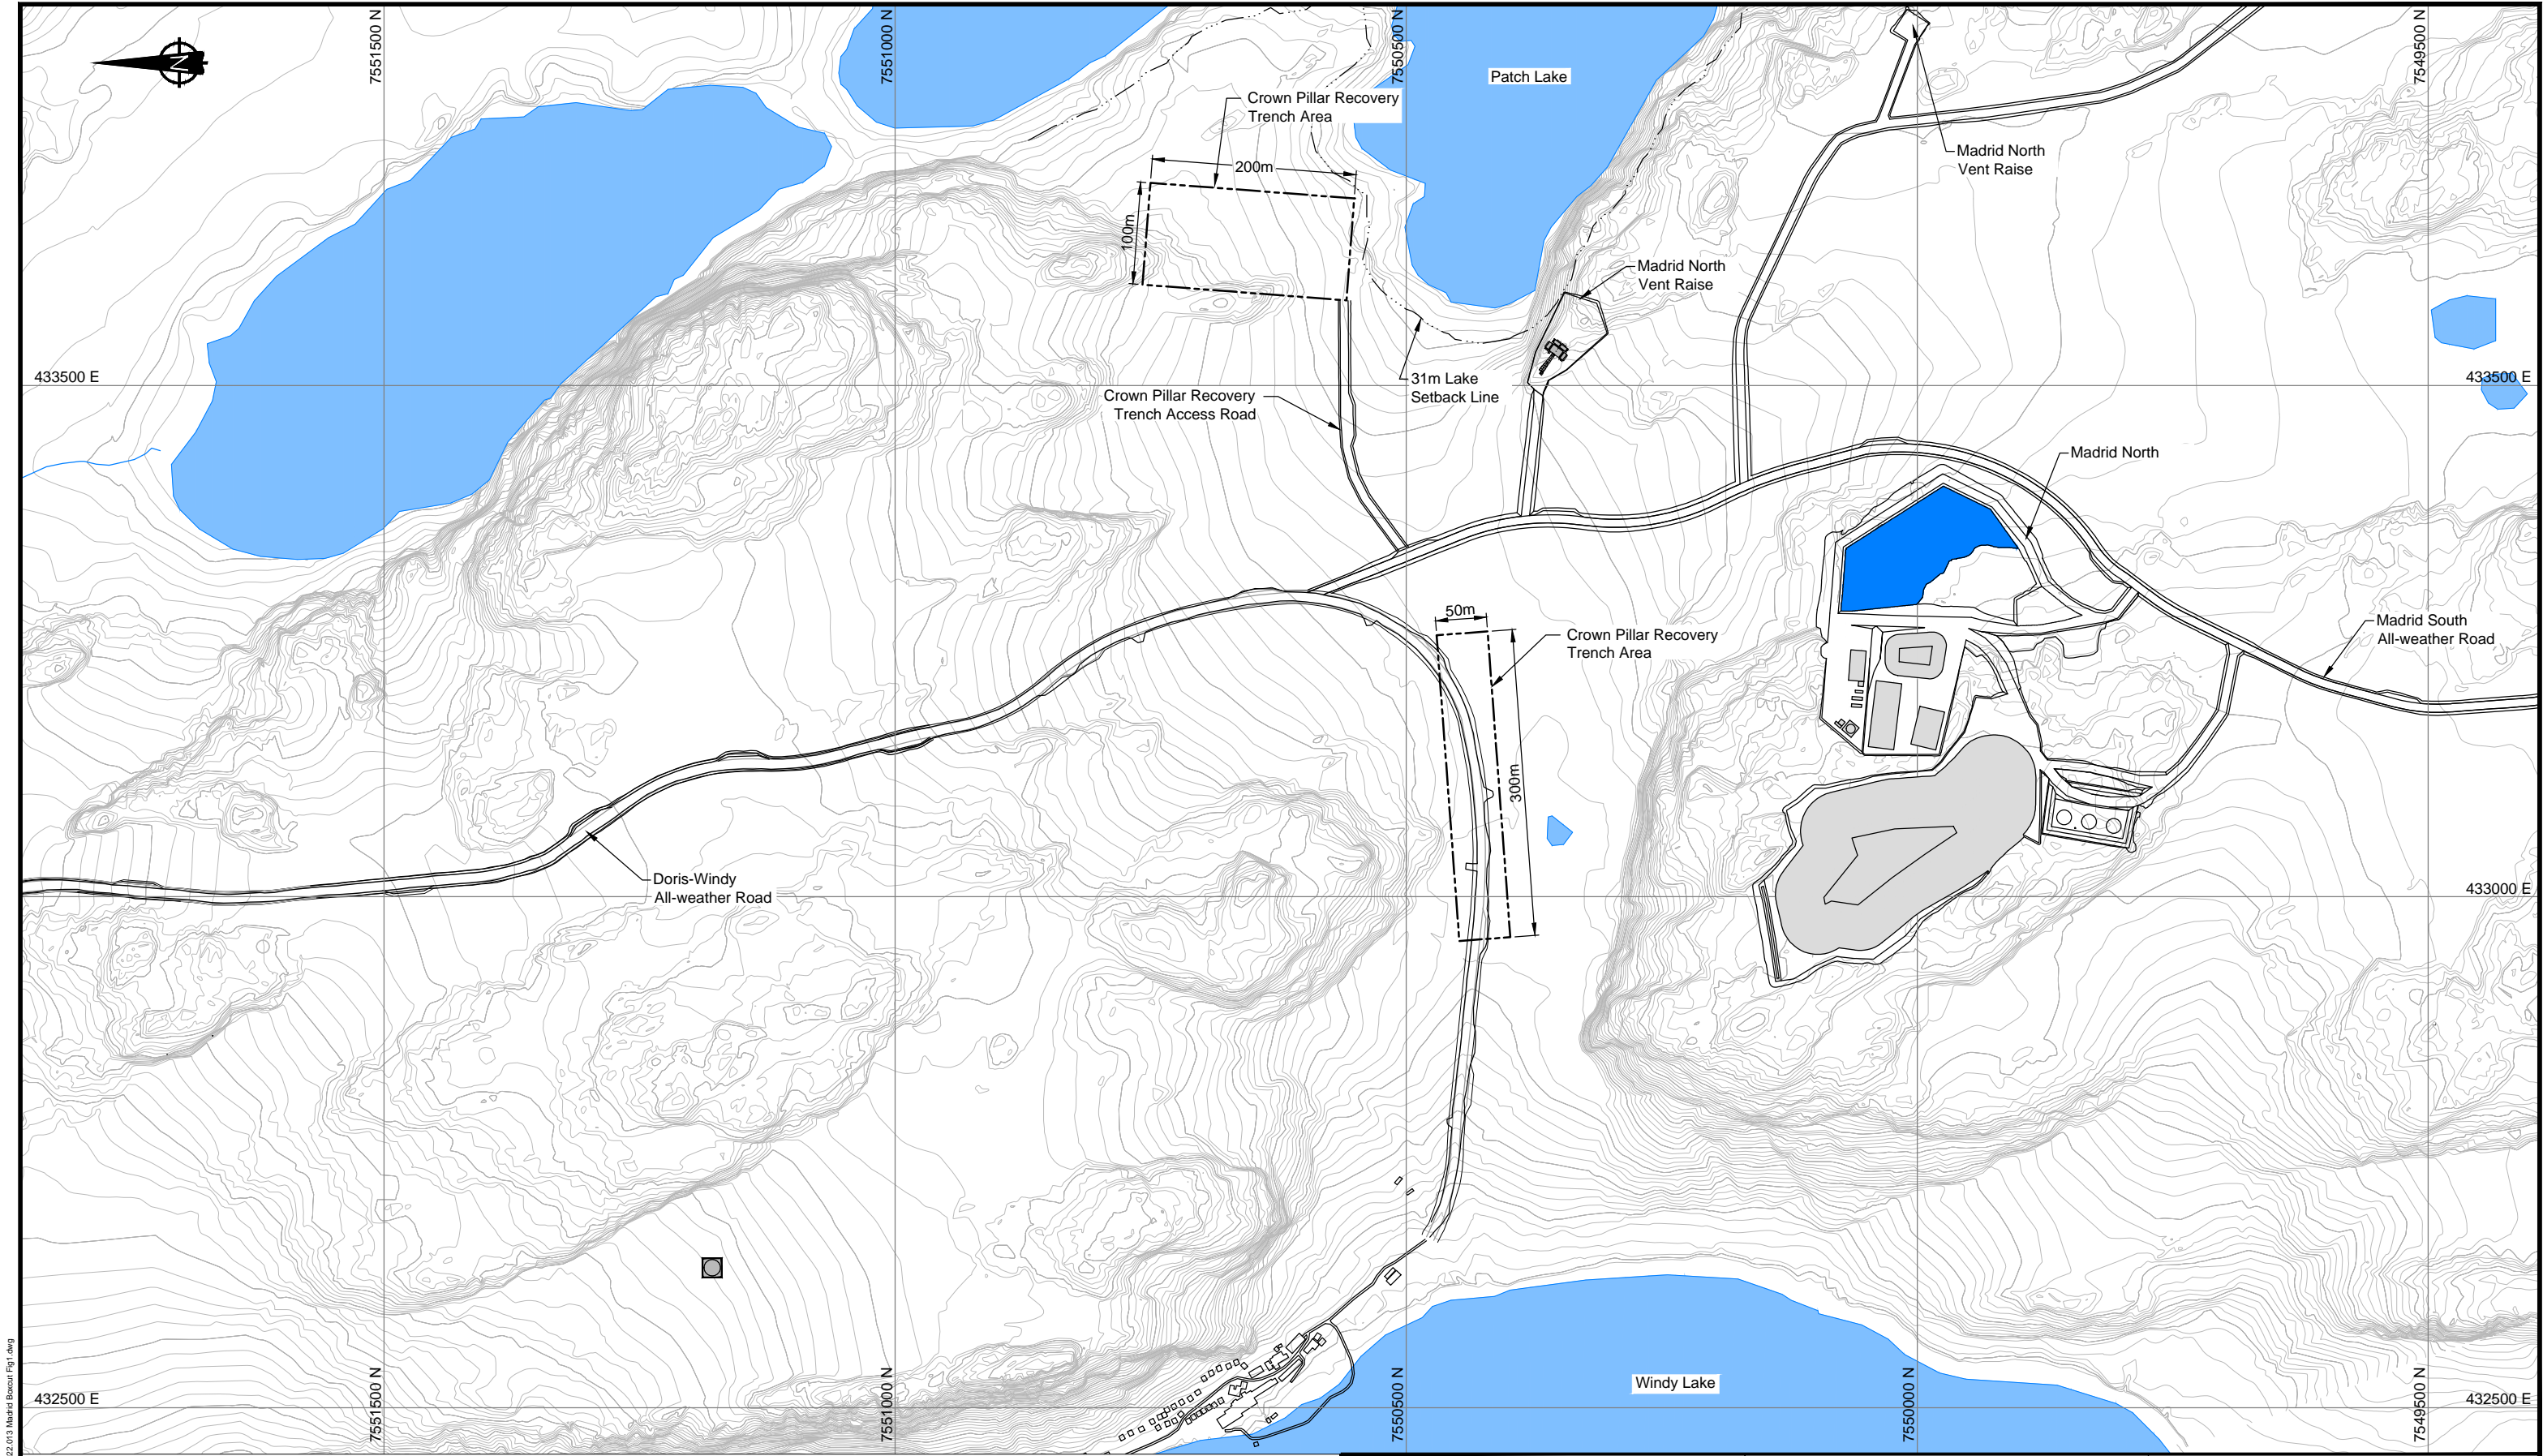 7551500 N
7551000 N
7550500 N
7549500 N
N
Patch Lake
Crown Pillar Recovery
Trench Area
200m
100m
Madrid North
Vent Raise
Madrid North
Vent Raise
433500 E
433500 E
31m Lake
Setback Line
Crown Pillar Recovery
Trench Access Road
Madrid North
50m
Crown Pillar Recovery
Trench Area
300m
Madrid South
All-weather Road
Doris-Windy
All-weather Road
433000 E
Windy Lake
432500 E
432500 E
7551500 N
7551000 N
7550500 N
7550000 N
7549500 N
22.013 Madrid Boxcut Fig1.dwg